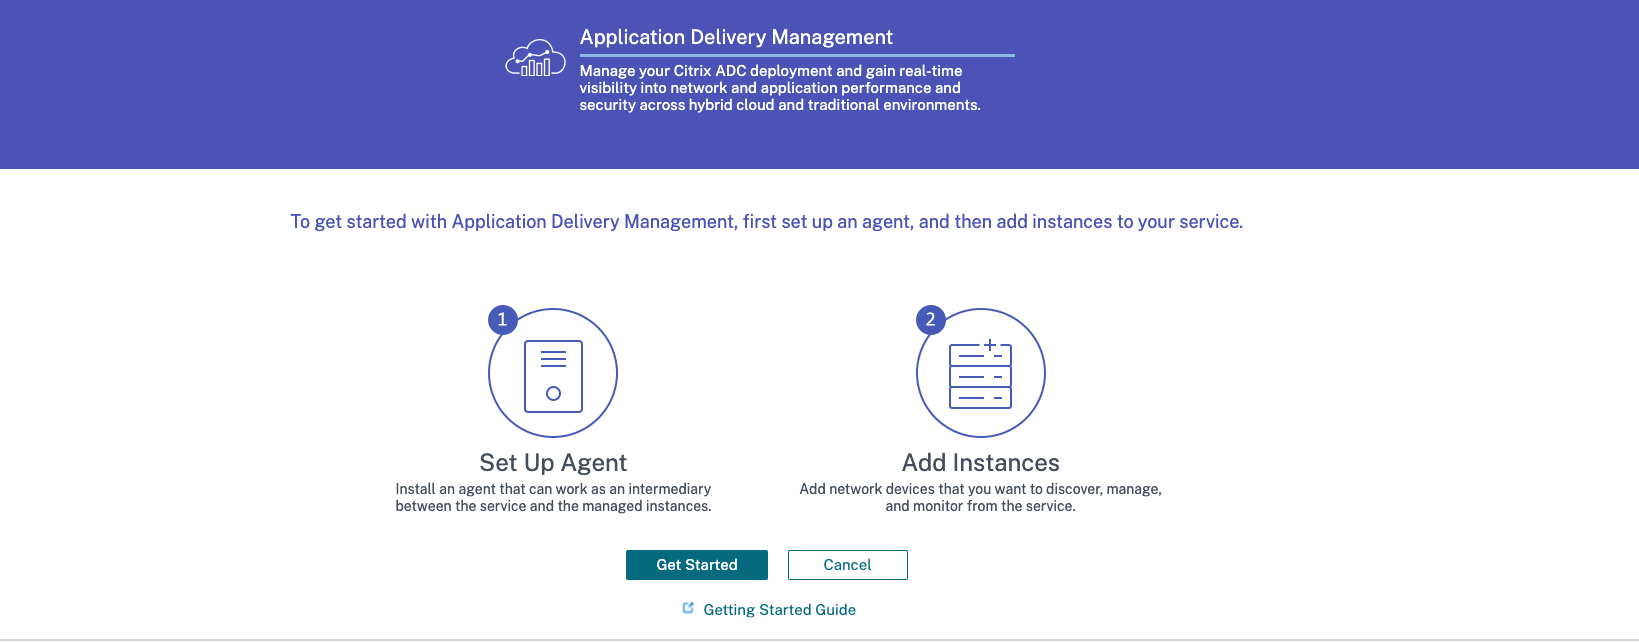 Application Delivery Management
Manage your Citrix ADC deployment and gain real-time
visibility into network and application performance and
security across hybrid cloud and traditional environments.
To get started with Application Delivery Management, first set up an agent, and then add instances to your service.
1
Set Up Agent
Install an agent that can work as an intermediary
between the service and the managed instances.
2
Add Instances
Add network devices that you want to discover, manage,
and monitor from the service.
Get Started
Cancel
Getting Started Guide